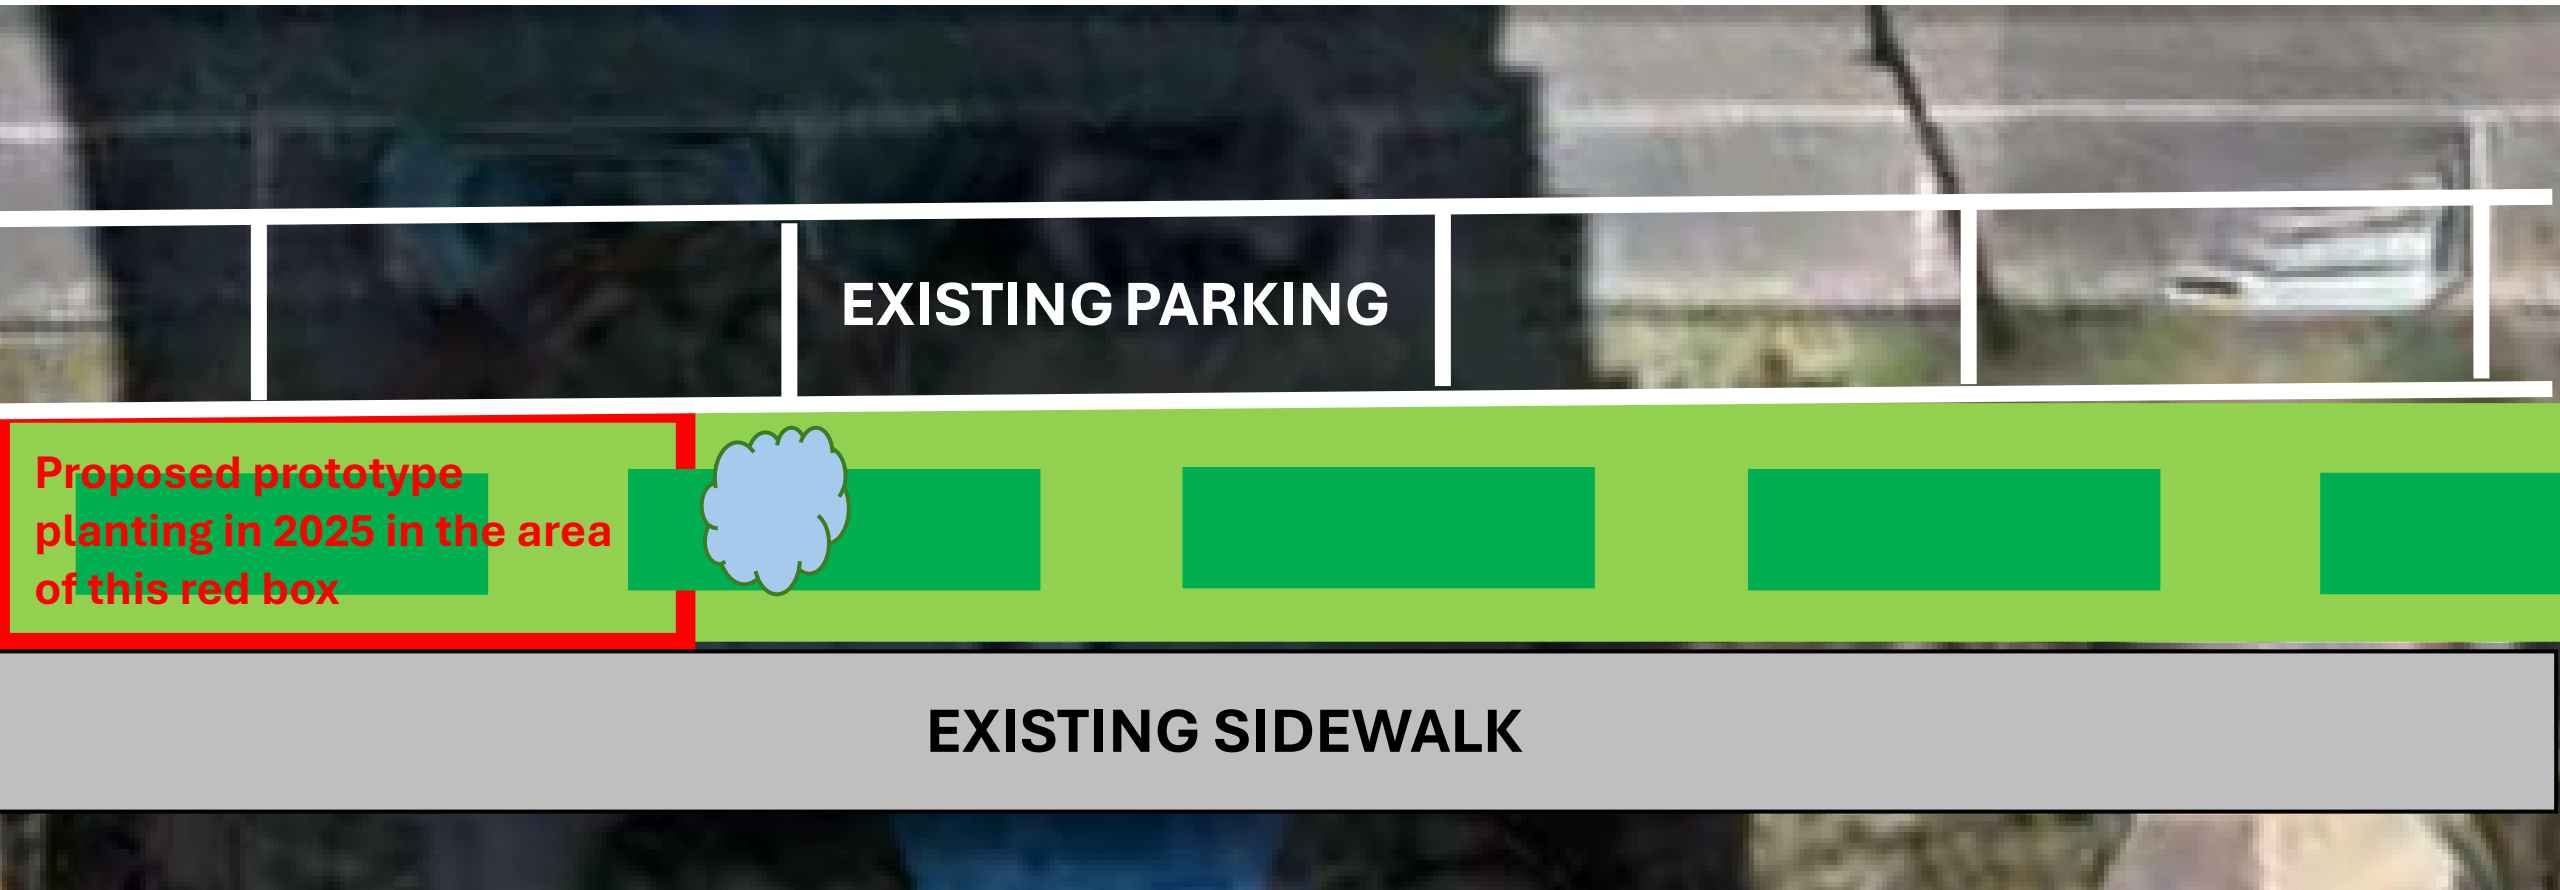 EXISTING PARKING
Proposed prototype
planting in 2025 in the area
of this red box
EXISTING SIDEWALK